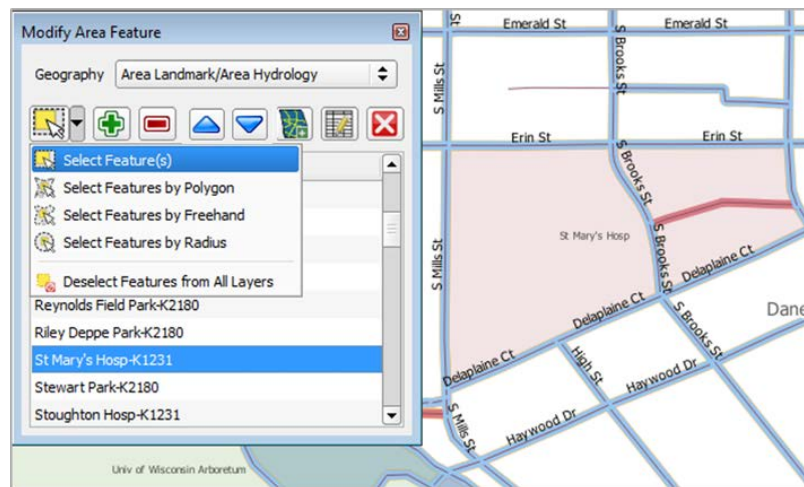 Modify Area Feature
Geography
Area Landmark/Area Hydrology
Select Feature(s)
Select Features by Polygon
Select Features by Freehand
Select Features by Radius
Deselect Features from All Layers
Reynolds Field Park-K2180
Riley Deppe Park-K2180
St Mary's Hosp-K1231
Stewart Park-K2180
Stoughton Hosp-K1231
St
Emerald St
Emerald St
S Mills St
S Brooks St
Erin St
Erin St
S Brooks St
St Mary's Hosp
S Mills St
S Brooks St
Delaplaine Ct
Delaplaine Ct
S Brooks St
Dane
Delaplaine Ct
High St
Haywood Dr
Haywood Dr
S Mills St
Univ of Wisconsin Arboretum